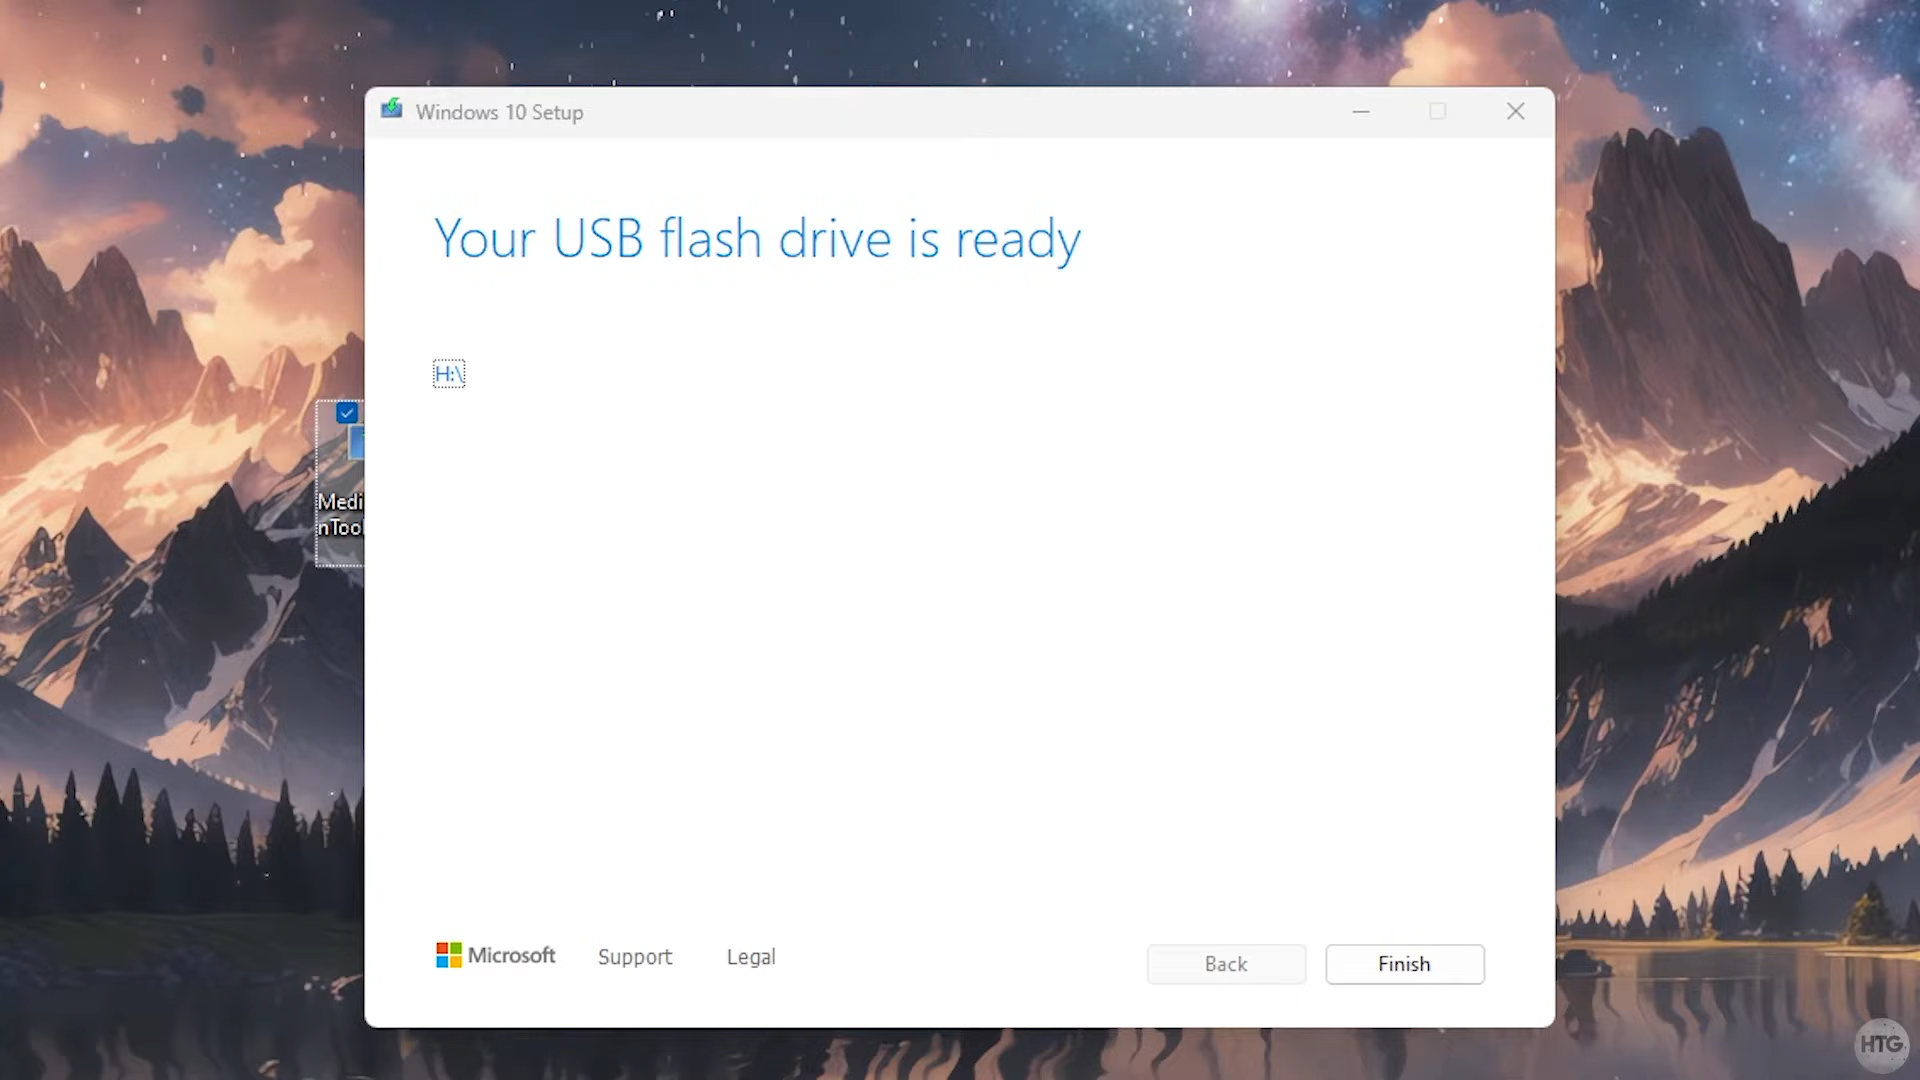 Windows 10 Setup
Your USB flash drive is ready
H:\
Medi
nTool
Microsoft
Support
Legal
Back
Finish
HTG